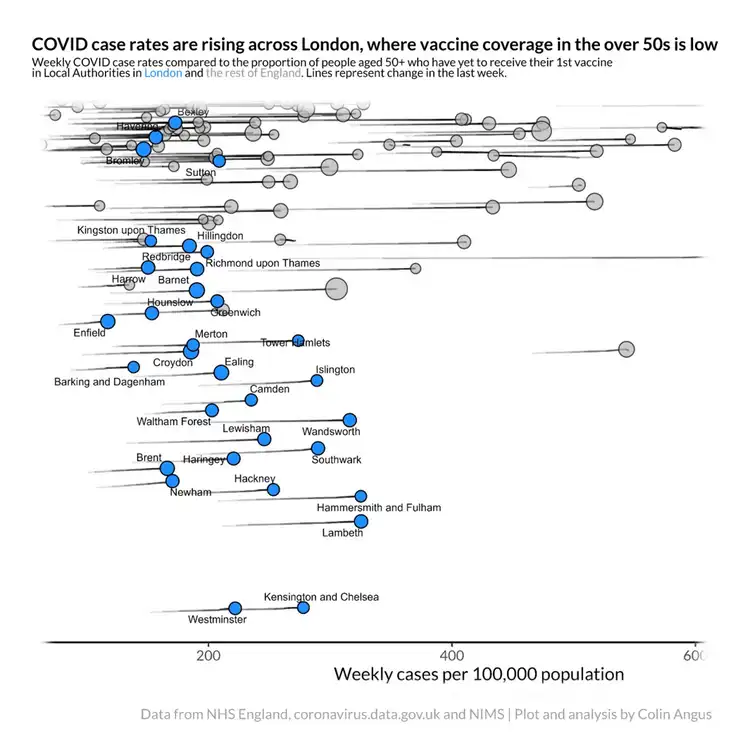 COVID case rates are rising across London, where vaccine coverage in the over 50s is low
Weekly COVID case rates compared to the proportion of people aged 50+ who have yet to receive their 1st vaccine
in Local Authorities in London and the rest of England. Lines represent change in the last week.
Bexley
Havering
Bromley
Sutton
Kingston upon Thames
Hillingdon
Redbridge
Richmond upon Thames
Harrow
Barnet
Hounslow
Greenwich
Enfield
Merton
Tower Hamlets
Croydon
Ealing
Islington
Barking and Dagenham
Camden
Waltham Forest
Lewisham
Wandsworth
Brent
Haringey
Southwark
Hackney
Newham
Hammersmith and Fulham
Lambeth
Kensington and Chelsea
Westminster
200
400
600
Weekly cases per 100,000 population
Data from NHS England, coronavirus.data.gov.uk and NIMS | Plot and analysis by Colin Angus